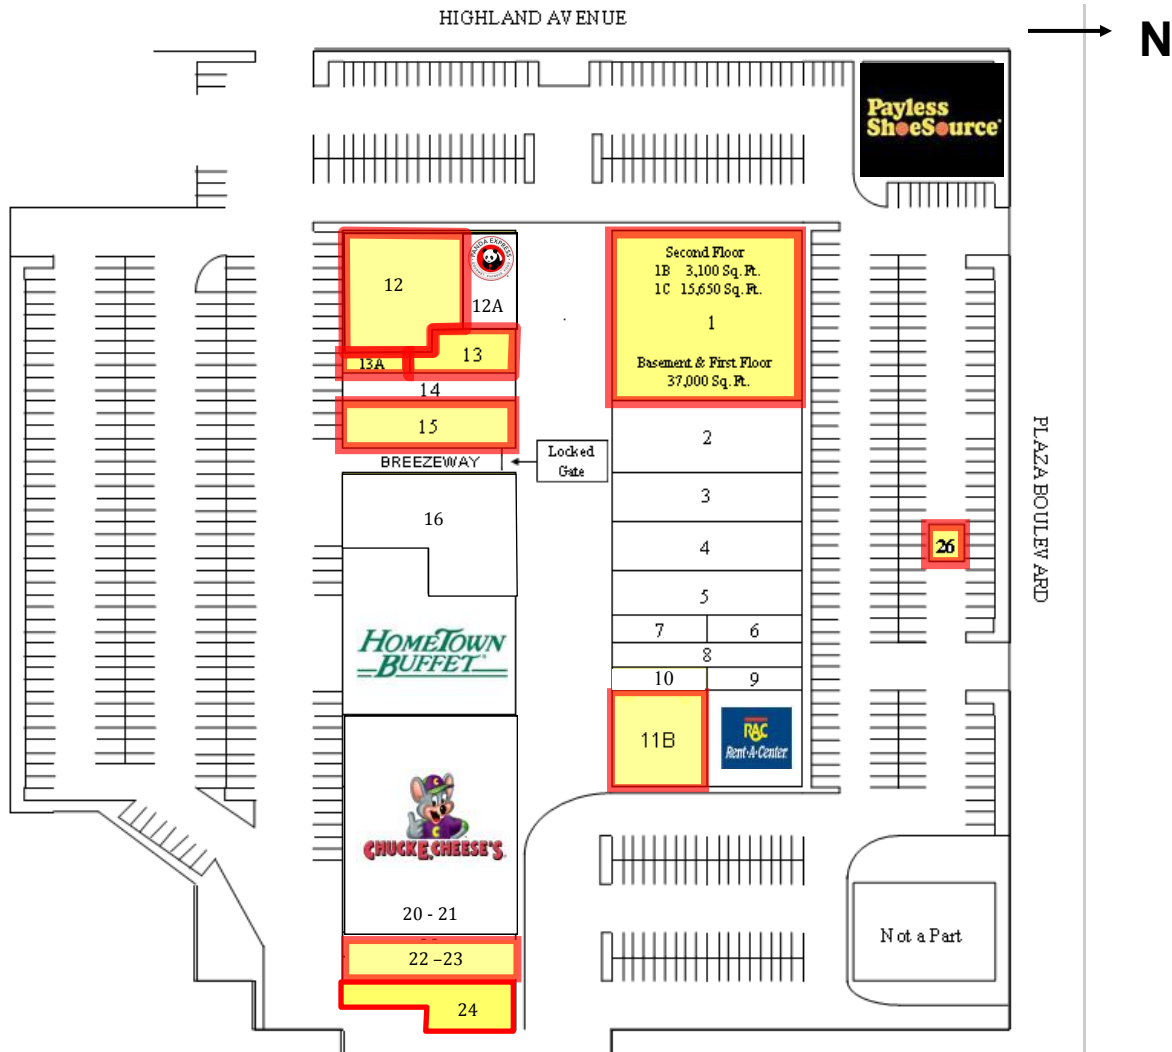 HIGHLAND AVENUE
N
Payless
ShoeSource
PANDA EXPRESS
12
12A
13
13A
14
15
BREEZEWAY
Locked
Gate
16
HOMETOWN
BUFFET
CHUCK E. CHEESE'S.
20 - 21
22 –23
24
Second Floor
1B 3,100 Sq. Ft.
1C 15,650 Sq. Ft.
1
Basement & First Floor
37,000 Sq. Ft.
2
3
4
5
7
6
8
10
9
11B
RAC
Rent-A-Center
26
PLAZA BOULEVARD
Not a Part